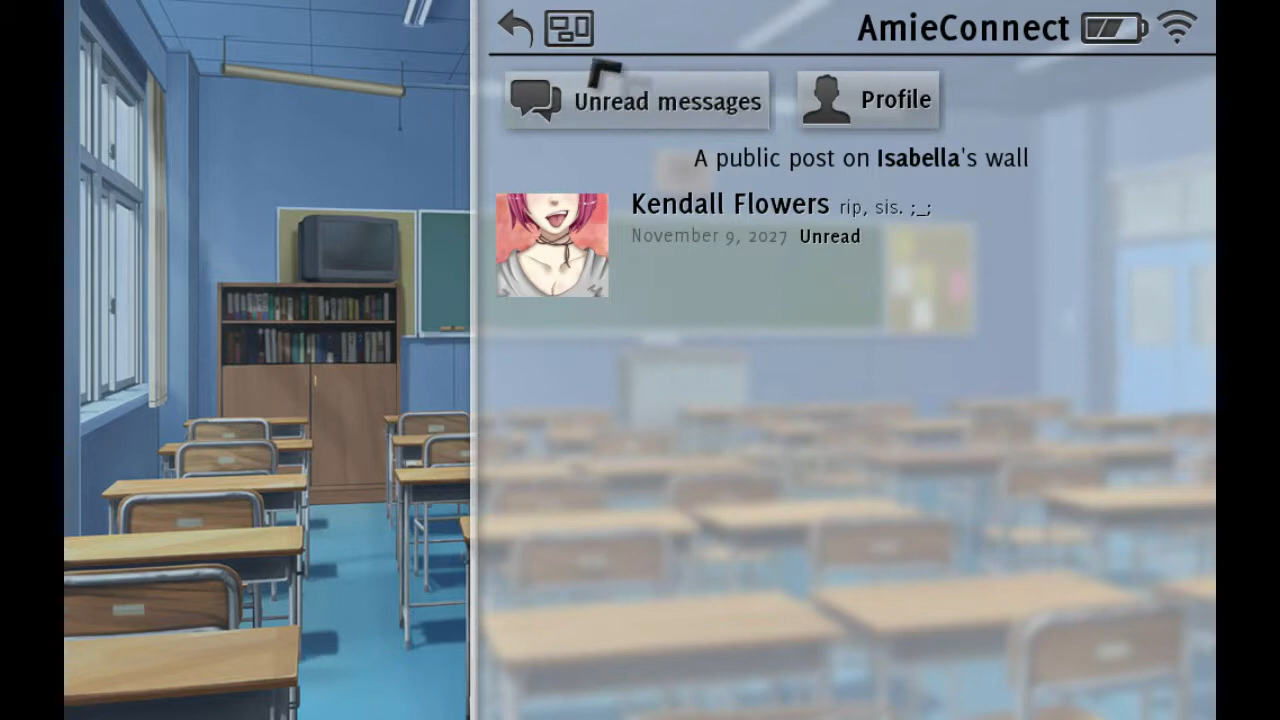 AmieConnect
Unread messages
Profile
A public post on Isabella's wall
Kendall Flowers rip, sis. ;_;
November 9, 2027 Unread